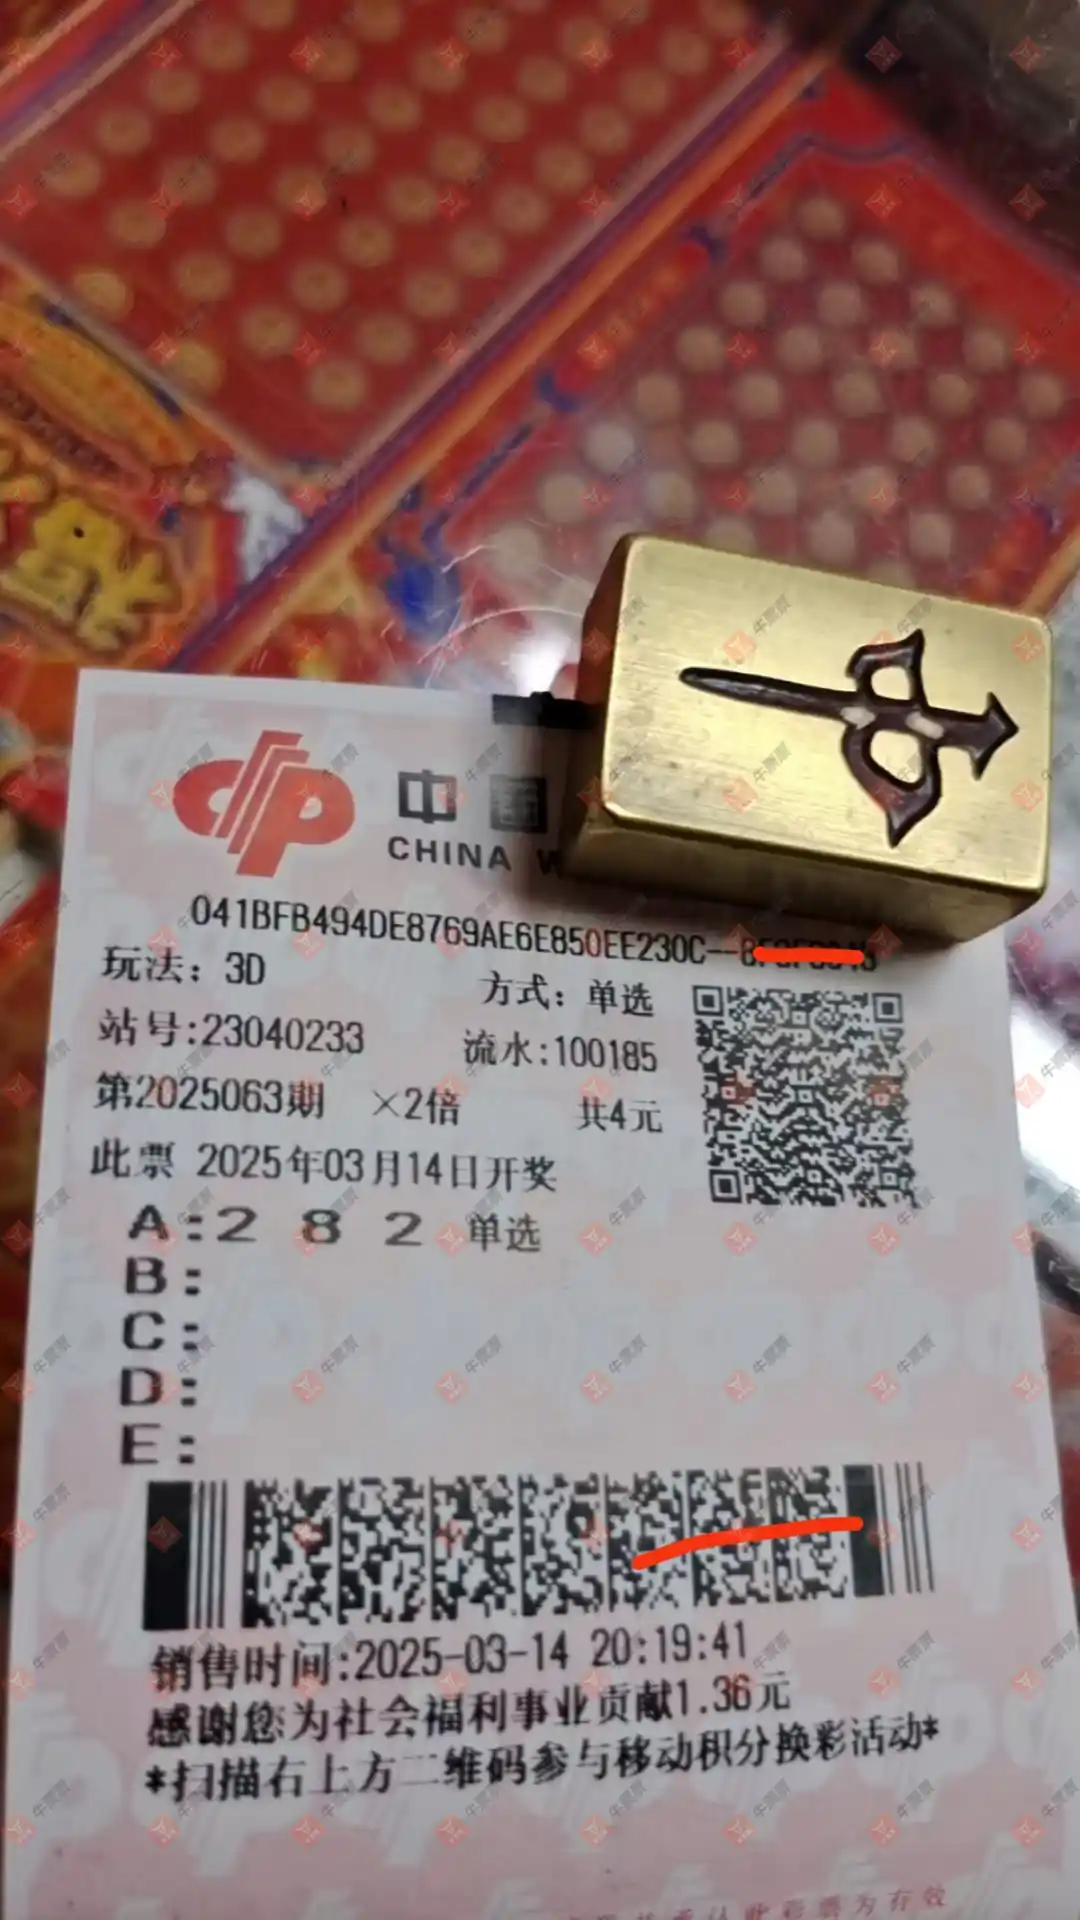 中国
CHINA W
041BFB494DE8769AE6E850EE230C--
玩法：3D
方式：单选
站号:23040233
流水:100185
第2025063期 ×2倍 共4元
此票 2025年03月14日开奖
A:2 8 2 单选
B:
C:
D:
E:
销售时间:2025-03-14 20:19:41
感谢您为社会福利事业贡献1.36元
*扫描右上方二维码参与移动积分换彩活动*
牛票票